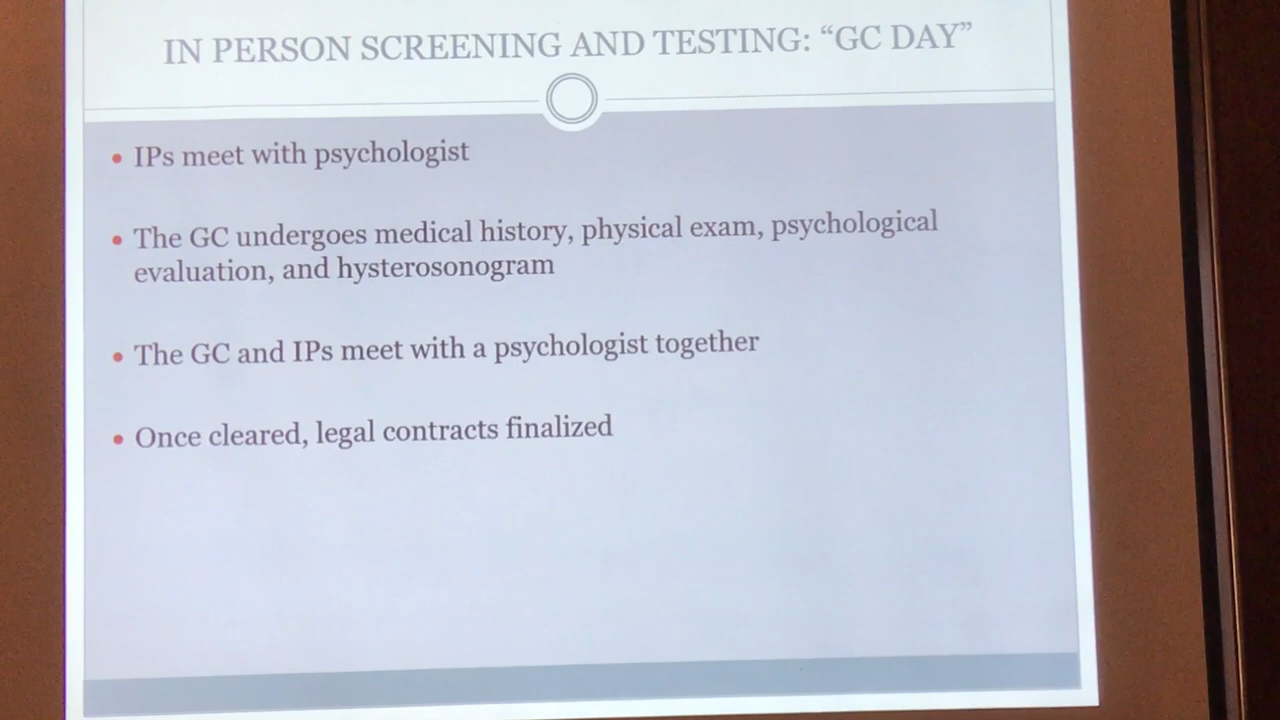 IN PERSON SCREENING AND TESTING: “GC DAY”
• IPs meet with psychologist
• The GC undergoes medical history, physical exam, psychological
evaluation, and hysterosonogram
• The GC and IPs meet with a psychologist together
• Once cleared, legal contracts finalized